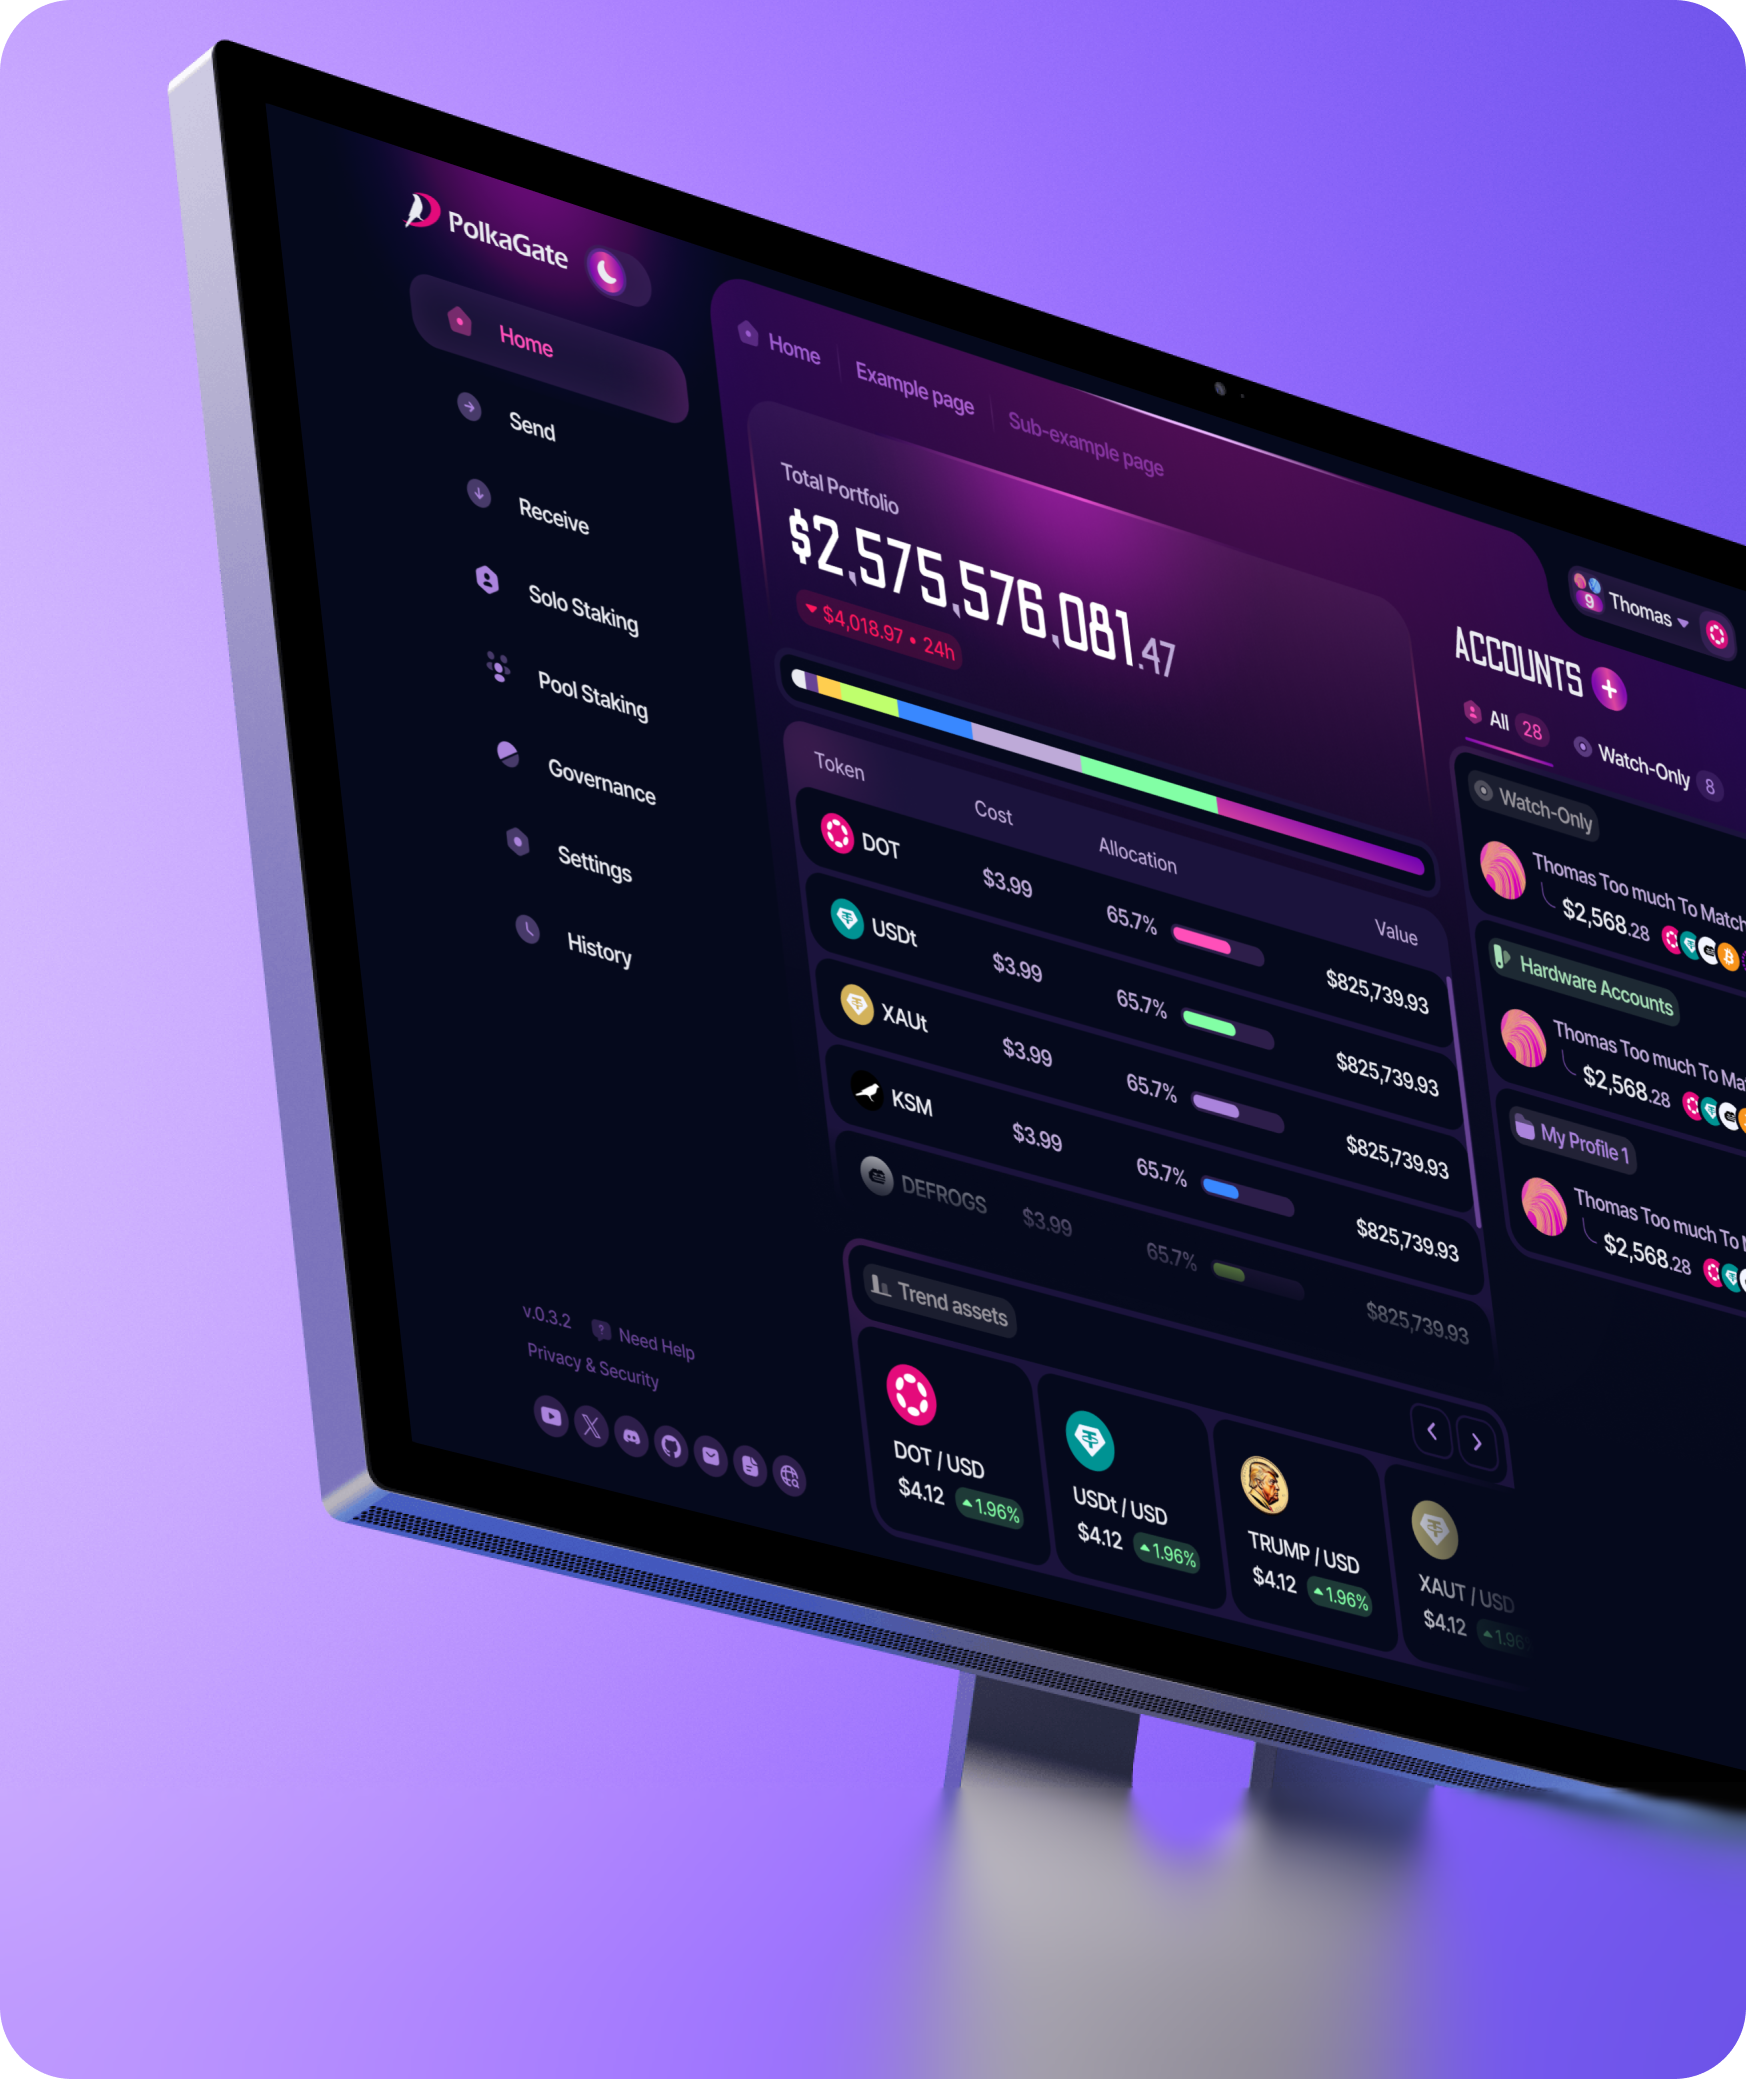 PolkaGate
Home
Send
Receive
Solo Staking
Pool Staking
Governance
Settings
History
v.0.3.2
Need Help
Privacy & Security
Home
Example page
Sub-example page
Total Portfolio
$2,575,576,081.47
$4,018.97 • 24h
Token Cost Allocation Value
DOT $3.99 65.7% $825,739.93
USDt $3.99 65.7% $825,739.93
XAUt $3.99 65.7% $825,739.93
KSM $3.99 65.7% $825,739.93
DEFROGS $3.99 65.7% $825,739.93
Trend assets
DOT / USD
$4.12 1.96%
USDt / USD
$4.12 1.96%
TRUMP / USD
$4.12 1.96%
XAUT / USD
$4.12 1.96
9 Thomas
ACCOUNTS
All 28 Watch-Only 8
Watch-Only
Thomas Too much To Match
$2,568.28
Hardware Accounts
Thomas Too much To Ma
$2,568.28
My Profile 1
Thomas Too much To
$2,568.28